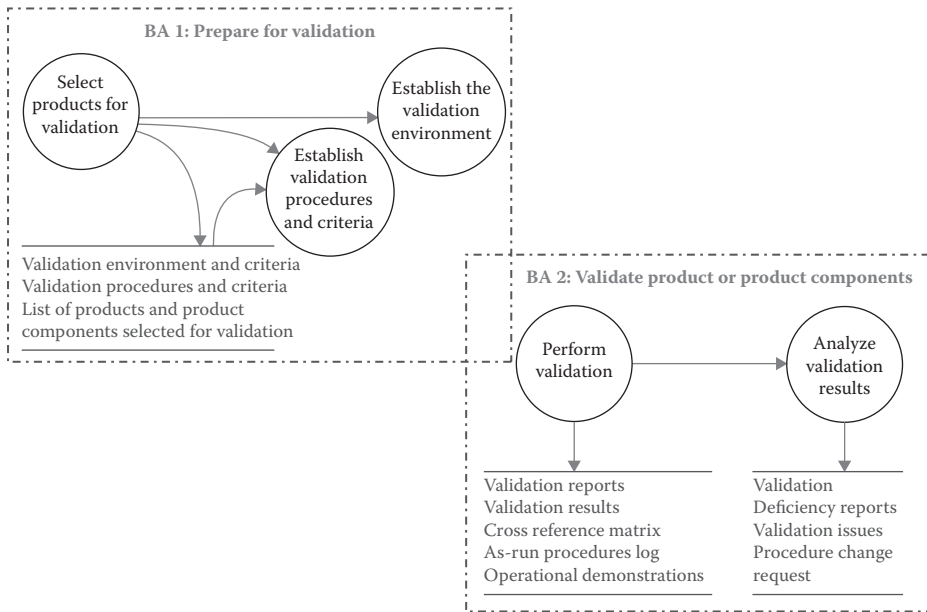 BA 1: Prepare for validation
Select
products for
validation
Establish the
validation
environment
Establish
validation
procedures
and criteria
Validation environment and criteria
Validation procedures and criteria
List of products and product
components selected for validation
BA 2: Validate product or product components
Perform
validation
Analyze
validation
results
Validation reports
Validation results
Cross reference matrix
As-run procedures log
Operational demonstrations
Validation
Deficiency reports
Validation issues
Procedure change
request